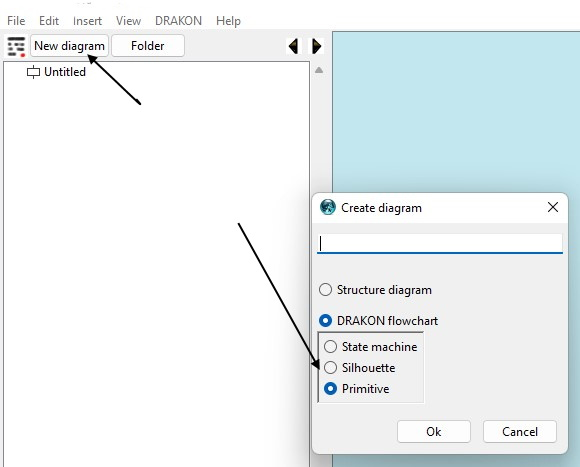 File Edit Insert View DRAKON Help
New diagram Folder
Untitled
Create diagram
Structure diagram
DRAKON flowchart
State machine
Silhouette
Primitive
Ok Cancel